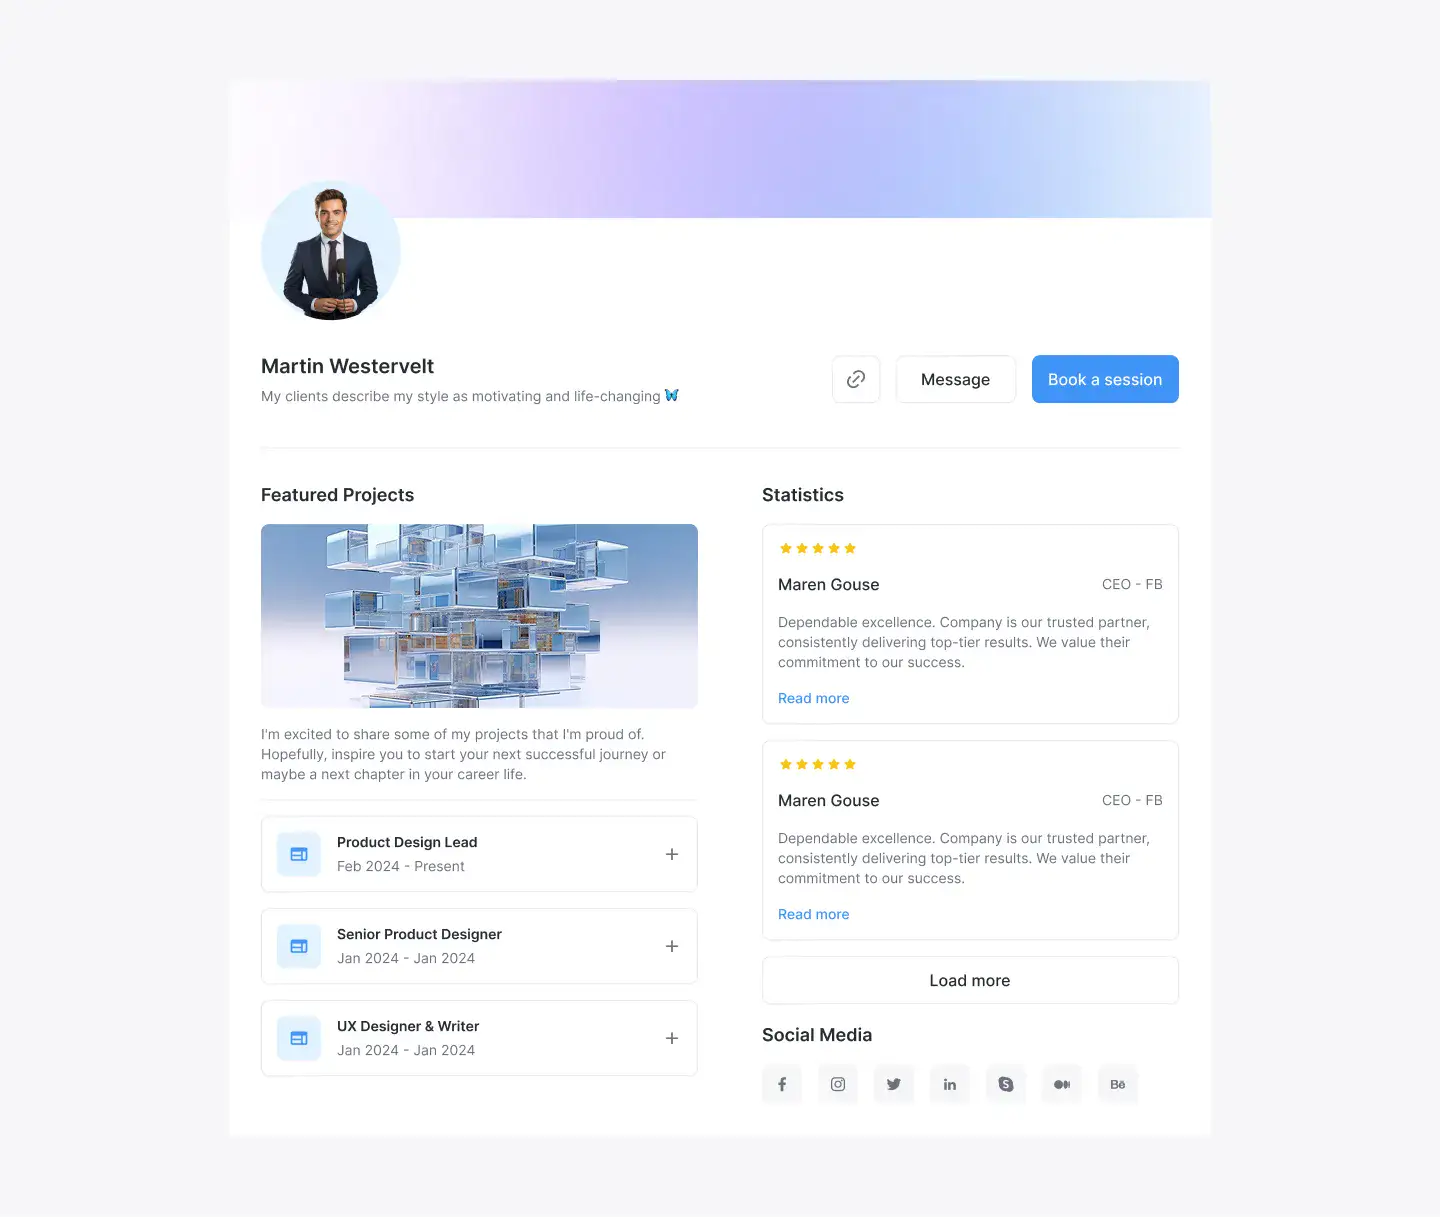 Martin Westervelt
My clients describe my style as motivating and life-changing 🦋
Message
Book a session
Featured Projects
I'm excited to share some of my projects that I'm proud of.
Hopefully, inspire you to start your next successful journey or
maybe a next chapter in your career life.
Product Design Lead
Feb 2024 - Present
Senior Product Designer
Jan 2024 - Jan 2024
UX Designer & Writer
Jan 2024 - Jan 2024
Statistics
Maren Gouse
CEO - FB
Dependable excellence. Company is our trusted partner,
consistently delivering top-tier results. We value their
commitment to our success.
Read more
Maren Gouse
CEO - FB
Dependable excellence. Company is our trusted partner,
consistently delivering top-tier results. We value their
commitment to our success.
Read more
Load more
Social Media